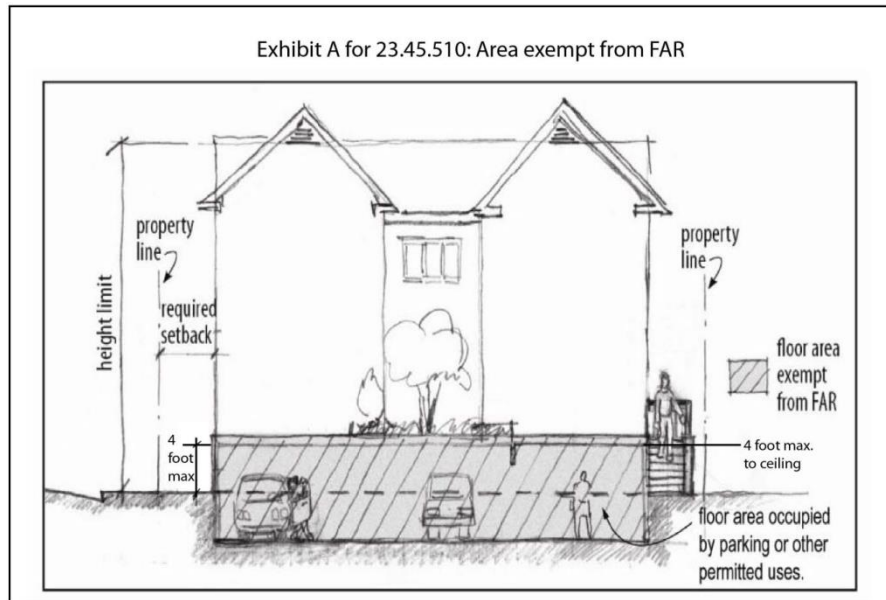 Exhibit A for 23.45.510: Area exempt from FAR
property
line
height limit
required
setback
property
line
floor area
exempt
from FAR
4
foot
max
4 foot max.
to ceiling
floor area occupied
by parking or other
permitted uses.